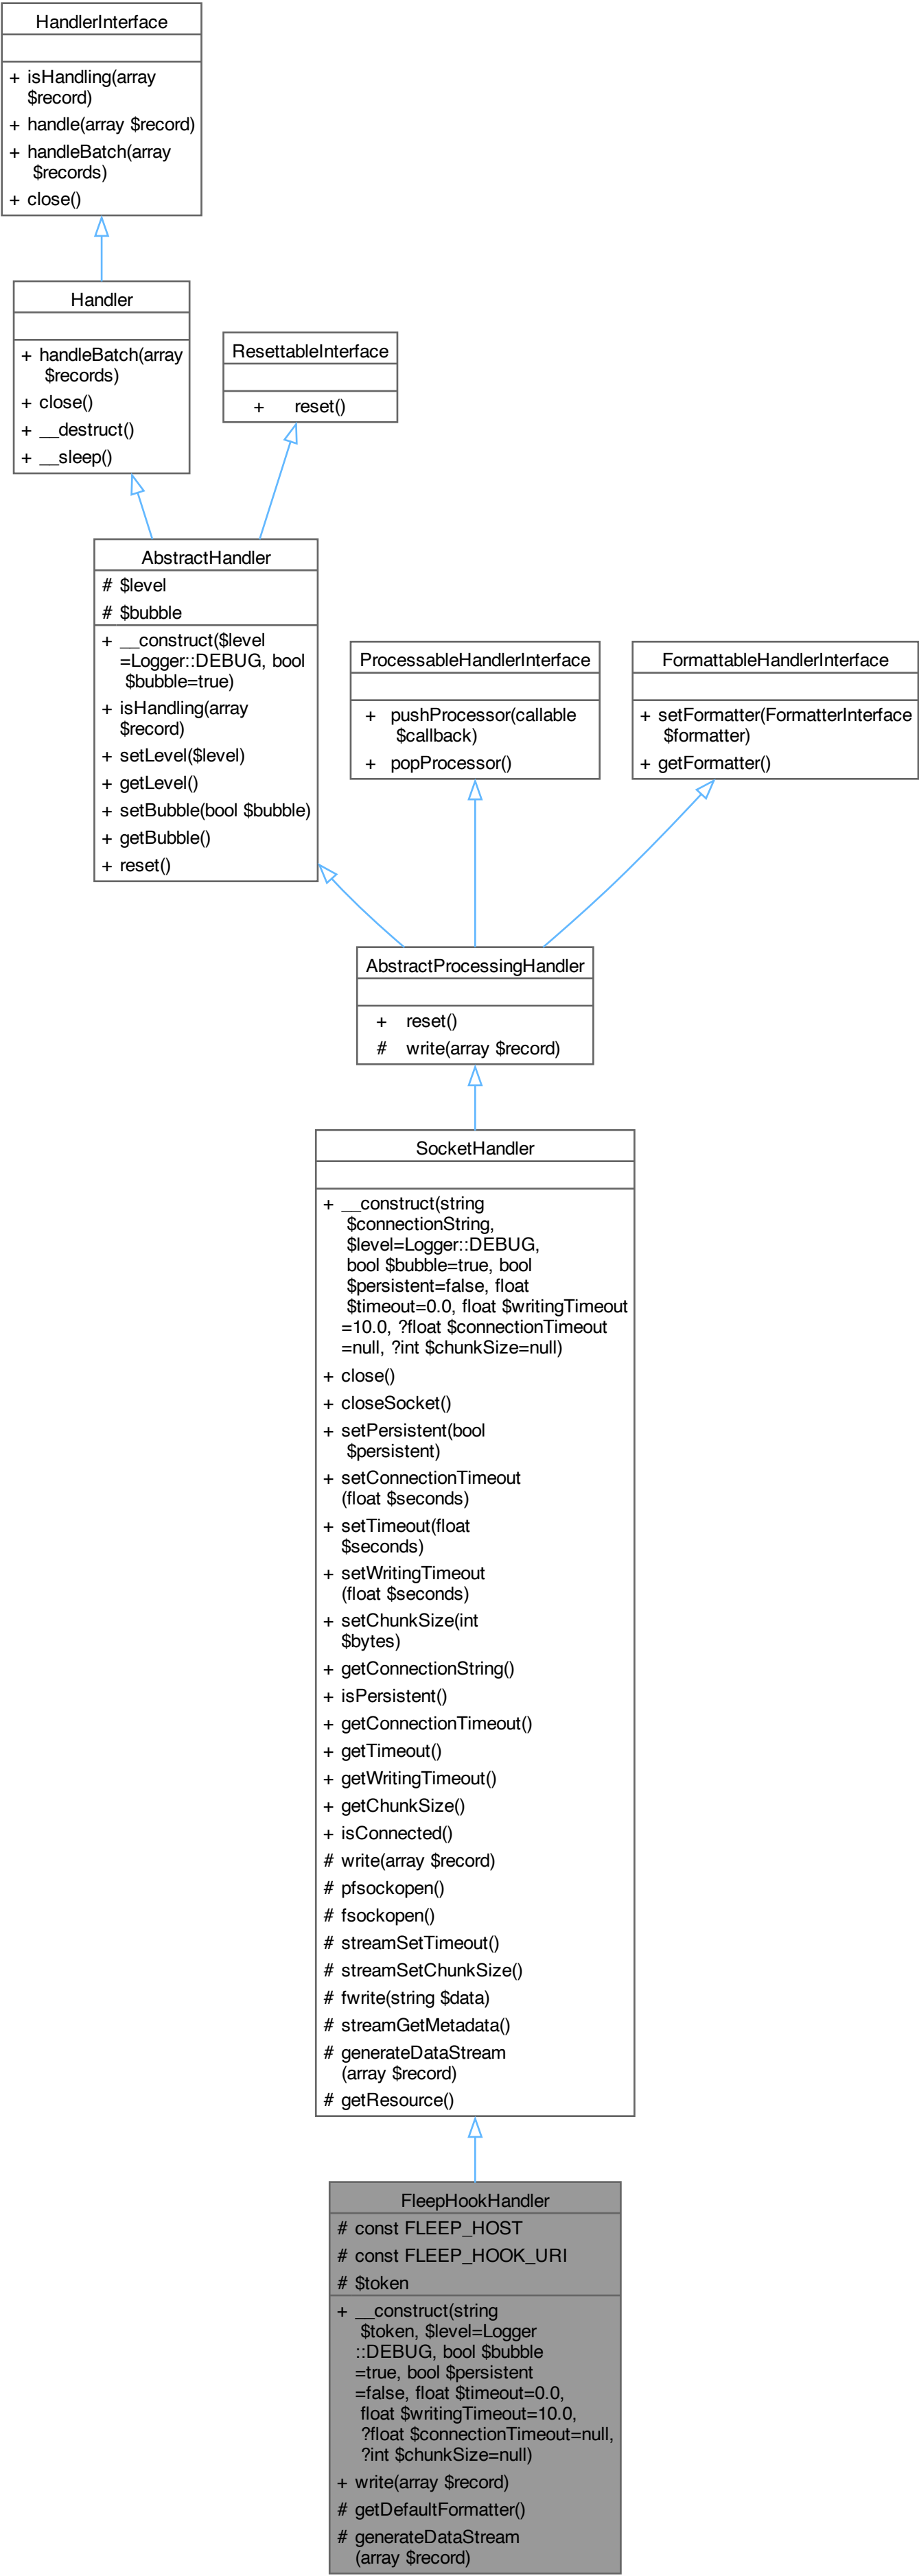 HandlerInterface
+ isHandling(array
$record)
+ handle(array $record)
+ handleBatch(array
$records)
+ close()
Handler
+ handleBatch(array
$records)
+ close()
+ __destruct()
+ __sleep()
ResettableInterface
+ reset()
AbstractHandler
# $level
# $bubble
+ __construct($level
=Logger::DEBUG, bool
$bubble=true)
+ isHandling(array
$record)
+ setLevel($level)
+ getLevel()
+ setBubble(bool $bubble)
+ getBubble()
+ reset()
ProcessableHandlerInterface
+ pushProcessor(callable
$callback)
+ popProcessor()
FormattableHandlerInterface
+ setFormatter(FormatterInterface
$formatter)
+ getFormatter()
AbstractProcessingHandler
+ reset()
# write(array $record)
SocketHandler
+ __construct(string
$connectionString,
$level=Logger::DEBUG,
bool $bubble=true, bool
$persistent=false, float
$timeout=0.0, float $writingTimeout
=10.0, ?float $connectionTimeout
=null, ?int $chunkSize=null)
+ close()
+ closeSocket()
+ setPersistent(bool
$persistent)
+ setConnectionTimeout
(float $seconds)
+ setTimeout(float
$seconds)
+ setWritingTimeout
(float $seconds)
+ setChunkSize(int
$bytes)
+ getConnectionString()
+ isPersistent()
+ getConnectionTimeout()
+ getTimeout()
+ getWritingTimeout()
+ getChunkSize()
+ isConnected()
# write(array $record)
# pfsockopen()
# fsockopen()
# streamSetTimeout()
# streamSetChunkSize()
# fwrite(string $data)
# streamGetMetadata()
# generateDataStream
(array $record)
# getResource()
FleepHookHandler
# const FLEEP_HOST
# const FLEEP_HOOK_URI
# $token
+ __construct(string
$token, $level=Logger
::DEBUG, bool $bubble
=true, bool $persistent
=false, float $timeout=0.0,
float $writingTimeout=10.0,
?float $connectionTimeout=null,
?int $chunkSize=null)
+ write(array $record)
# getDefaultFormatter()
# generateDataStream
(array $record)